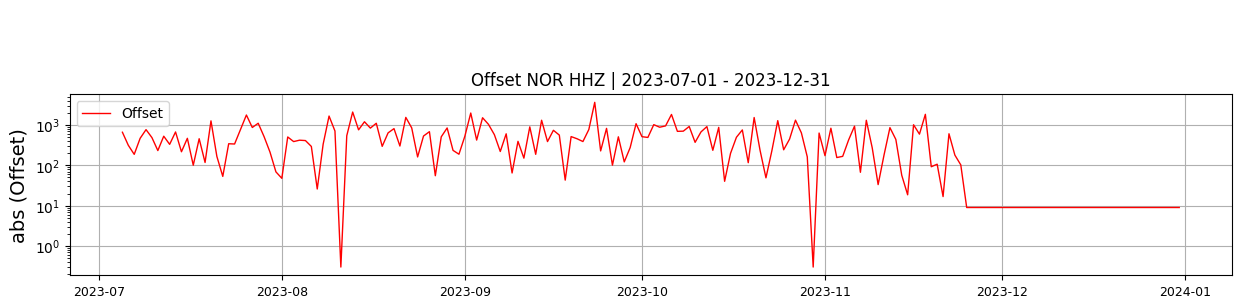 Offset NOR HHZ | 2023-07-01 - 2023-12-31
Offset
abs (Offset)
10³
10²
10¹
10⁰
2023-07 2023-08 2023-09 2023-10 2023-11 2023-12 2024-01